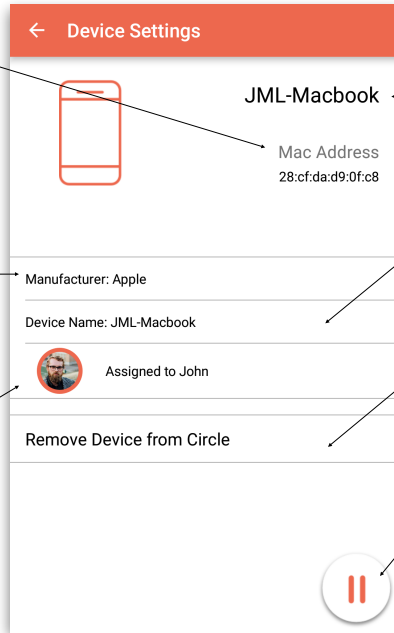 Device Settings
JML-Macbook
Mac Address
28:cf:da:d9:0f:c8
Manufacturer: Apple
Device Name: JML-Macbook
Assigned to John
Remove Device from Circle